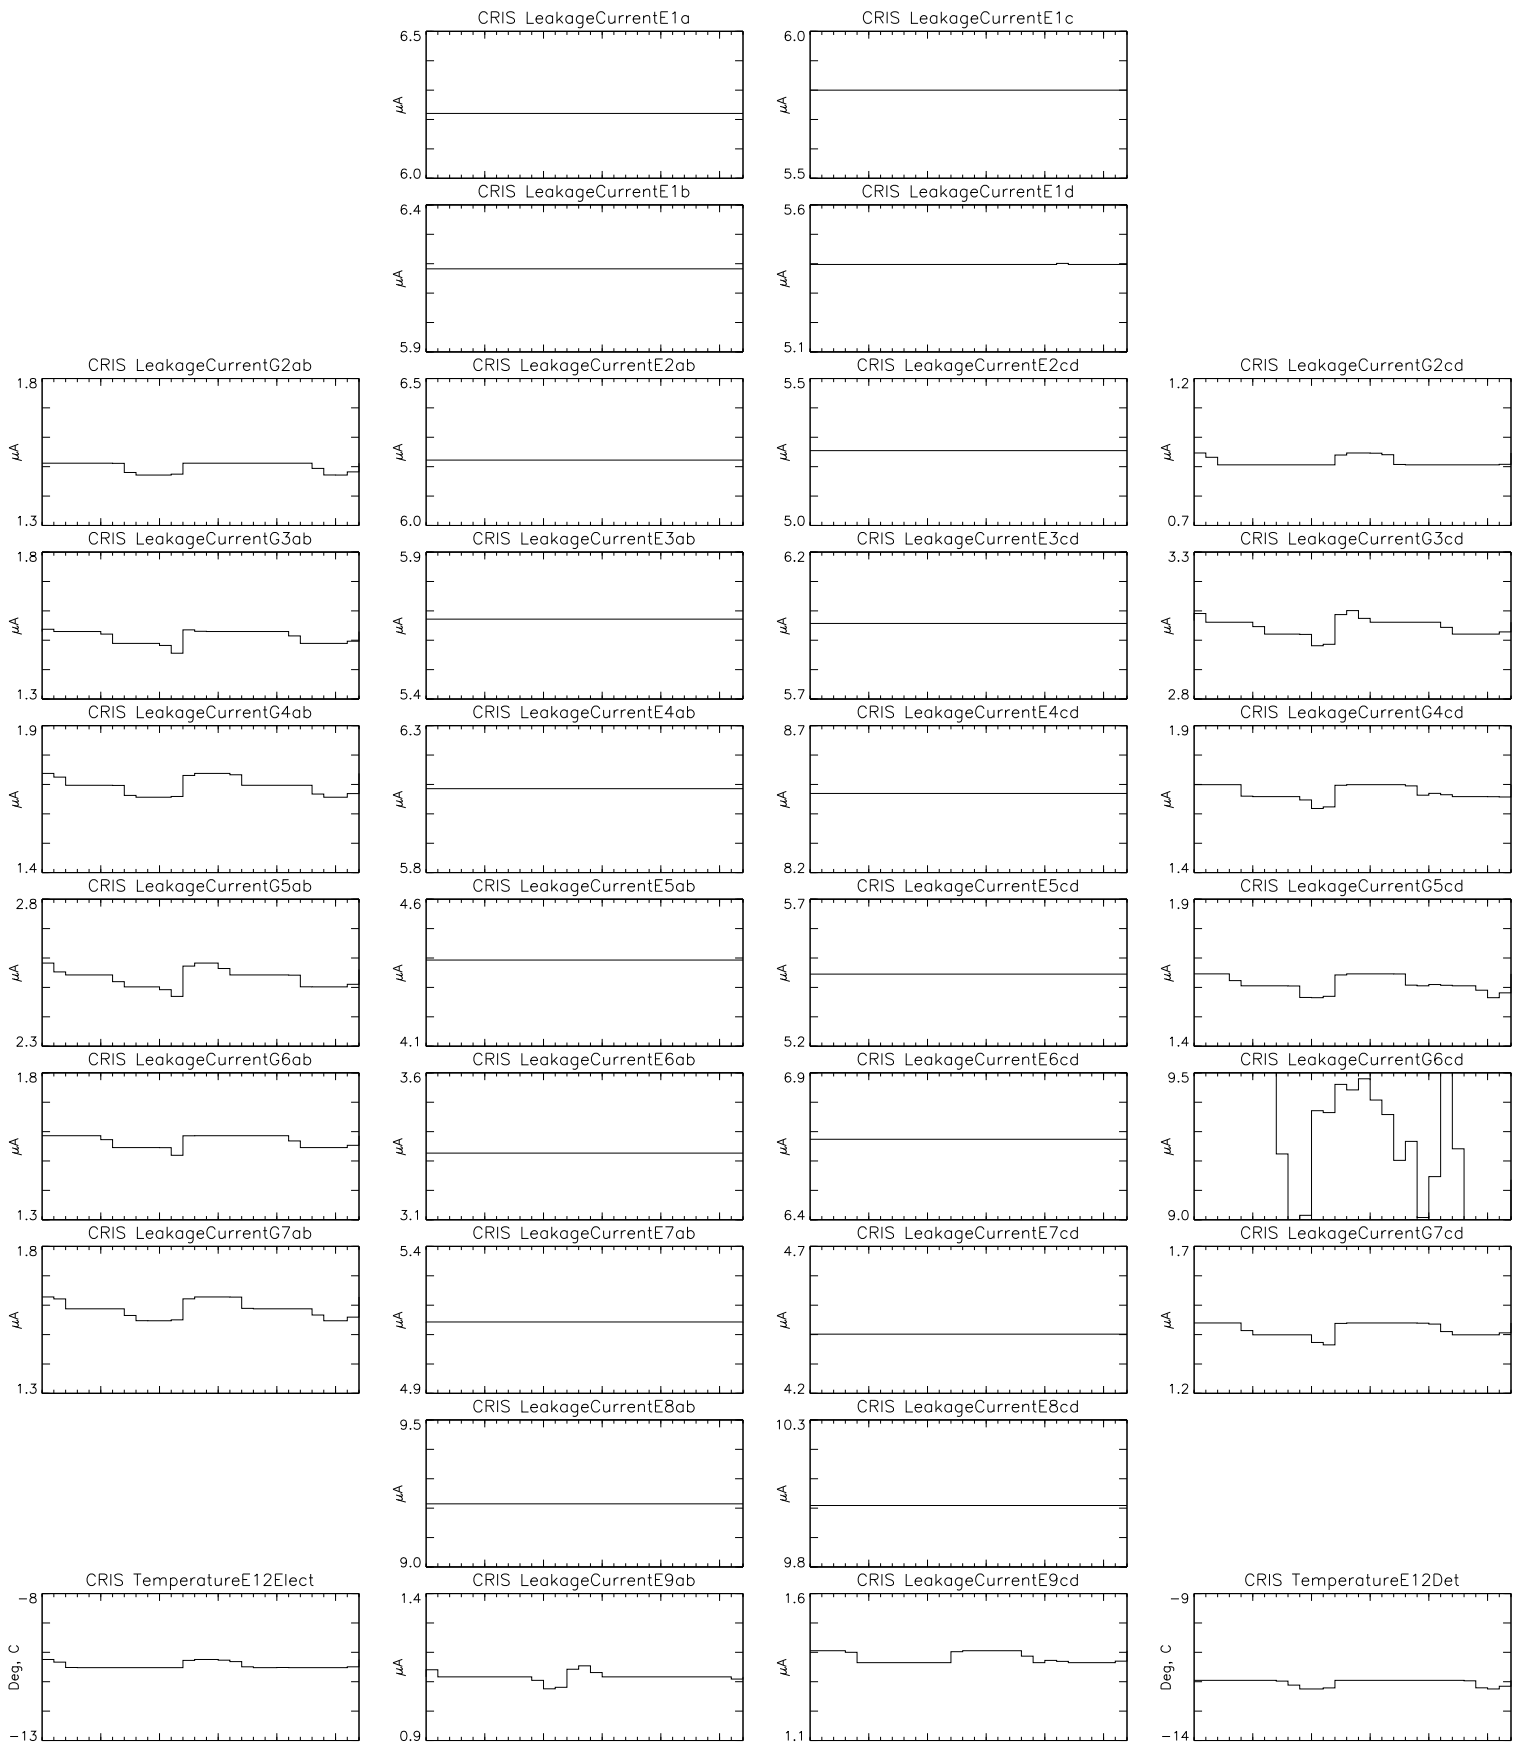 CRIS LeakageCurrentE1a
6.5
μA
6.0
CRIS LeakageCurrentE1c
6.0
μA
5.5
CRIS LeakageCurrentE1b
6.4
μA
5.9
CRIS LeakageCurrentE1d
5.6
μA
5.1
CRIS LeakageCurrentG2ab
1.8
μA
1.3
CRIS LeakageCurrentE2ab
6.5
μA
6.0
CRIS LeakageCurrentE2cd
5.5
μA
5.0
CRIS LeakageCurrentG2cd
1.2
μA
0.7
CRIS LeakageCurrentG3ab
1.8
μA
1.3
CRIS LeakageCurrentE3ab
5.9
μA
5.4
CRIS LeakageCurrentE3cd
6.2
μA
5.7
CRIS LeakageCurrentG3cd
3.3
μA
2.8
CRIS LeakageCurrentG4ab
1.9
μA
1.4
CRIS LeakageCurrentE4ab
6.3
μA
5.8
CRIS LeakageCurrentE4cd
8.7
μA
8.2
CRIS LeakageCurrentG4cd
1.9
μA
1.4
CRIS LeakageCurrentG5ab
2.8
μA
2.3
CRIS LeakageCurrentE5ab
4.6
μA
4.1
CRIS LeakageCurrentE5cd
5.7
μA
5.2
CRIS LeakageCurrentG5cd
1.9
μA
1.4
CRIS LeakageCurrentG6ab
1.8
μA
1.3
CRIS LeakageCurrentE6ab
3.6
μA
3.1
CRIS LeakageCurrentE6cd
6.9
μA
6.4
CRIS LeakageCurrentG6cd
9.5
μA
9.0
CRIS LeakageCurrentG7ab
1.8
μA
1.3
CRIS LeakageCurrentE7ab
5.4
μA
4.9
CRIS LeakageCurrentE7cd
4.7
μA
4.2
CRIS LeakageCurrentG7cd
1.7
μA
1.2
CRIS LeakageCurrentE8ab
9.5
μA
9.0
CRIS LeakageCurrentE8cd
10.3
μA
9.8
CRIS TemperatureE12Elect
-8
Deg, C
-13
CRIS LeakageCurrentE9ab
1.4
μA
0.9
CRIS LeakageCurrentE9cd
1.6
μA
1.1
CRIS TemperatureE12Det
-9
Deg, C
-14